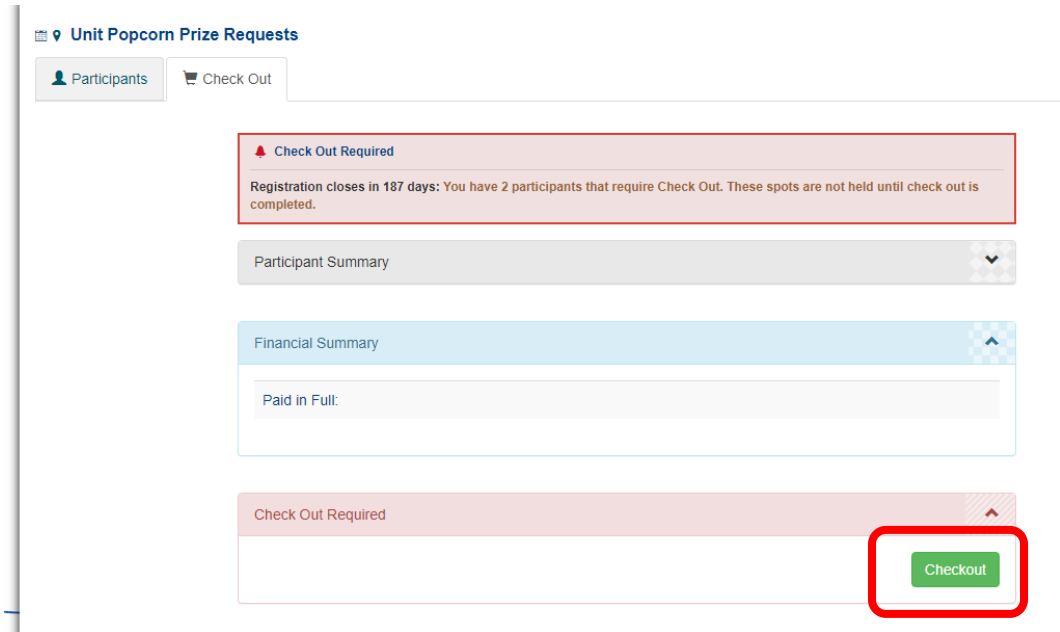 Unit Popcorn Prize Requests
Participants
Check Out
Check Out Required
Registration closes in 187 days: You have 2 participants that require Check Out. These spots are not held until check out is
completed.
Participant Summary
Financial Summary
Paid in Full:
Check Out Required
Checkout